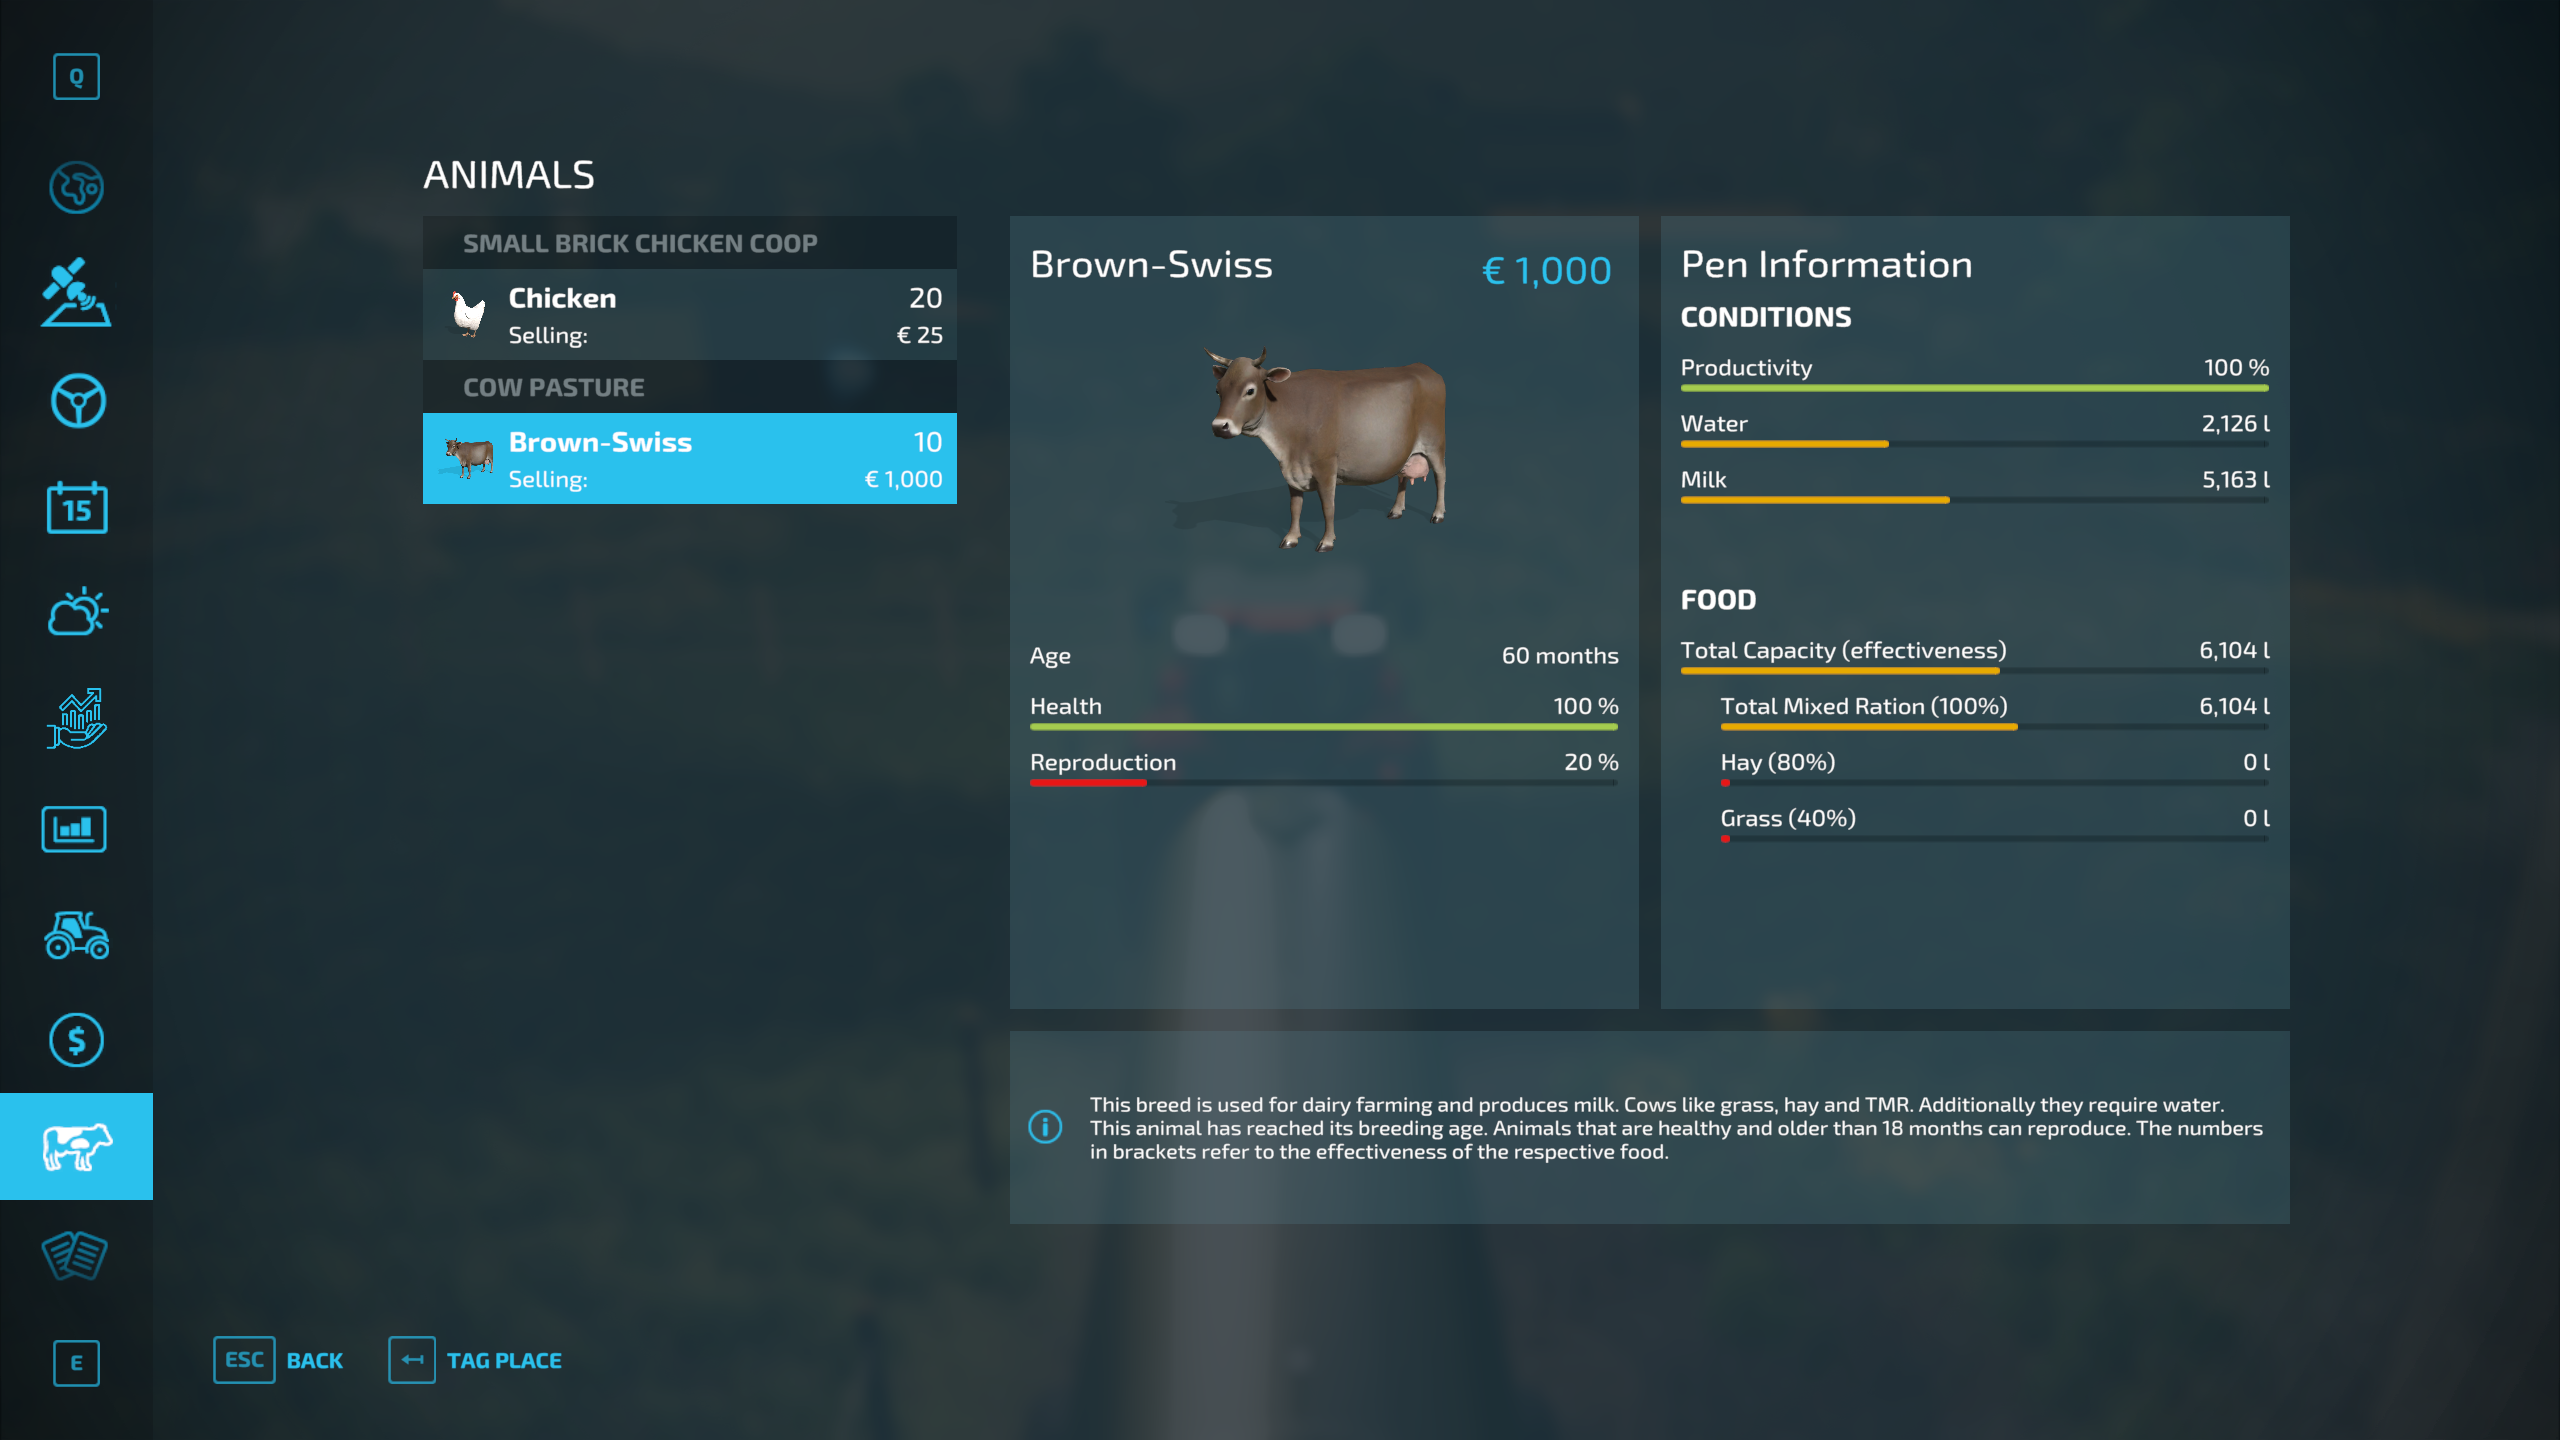 Q
15
$
E
ANIMALS
SMALL BRICK CHICKEN COOP
Chicken 20
Selling: € 25
COW PASTURE
Brown-Swiss 10
Selling: € 1,000
Brown-Swiss € 1,000
Age 60 months
Health 100 %
Reproduction 20 %
Pen Information
CONDITIONS
Productivity 100 %
Water 2,126 l
Milk 5,163 l
FOOD
Total Capacity (effectiveness) 6,104 l
Total Mixed Ration (100%) 6,104 l
Hay (80%) 0 l
Grass (40%) 0 l
This breed is used for dairy farming and produces milk. Cows like grass, hay and TMR. Additionally they require water.
This animal has reached its breeding age. Animals that are healthy and older than 18 months can reproduce. The numbers
in brackets refer to the effectiveness of the respective food.
ESC BACK TAG PLACE